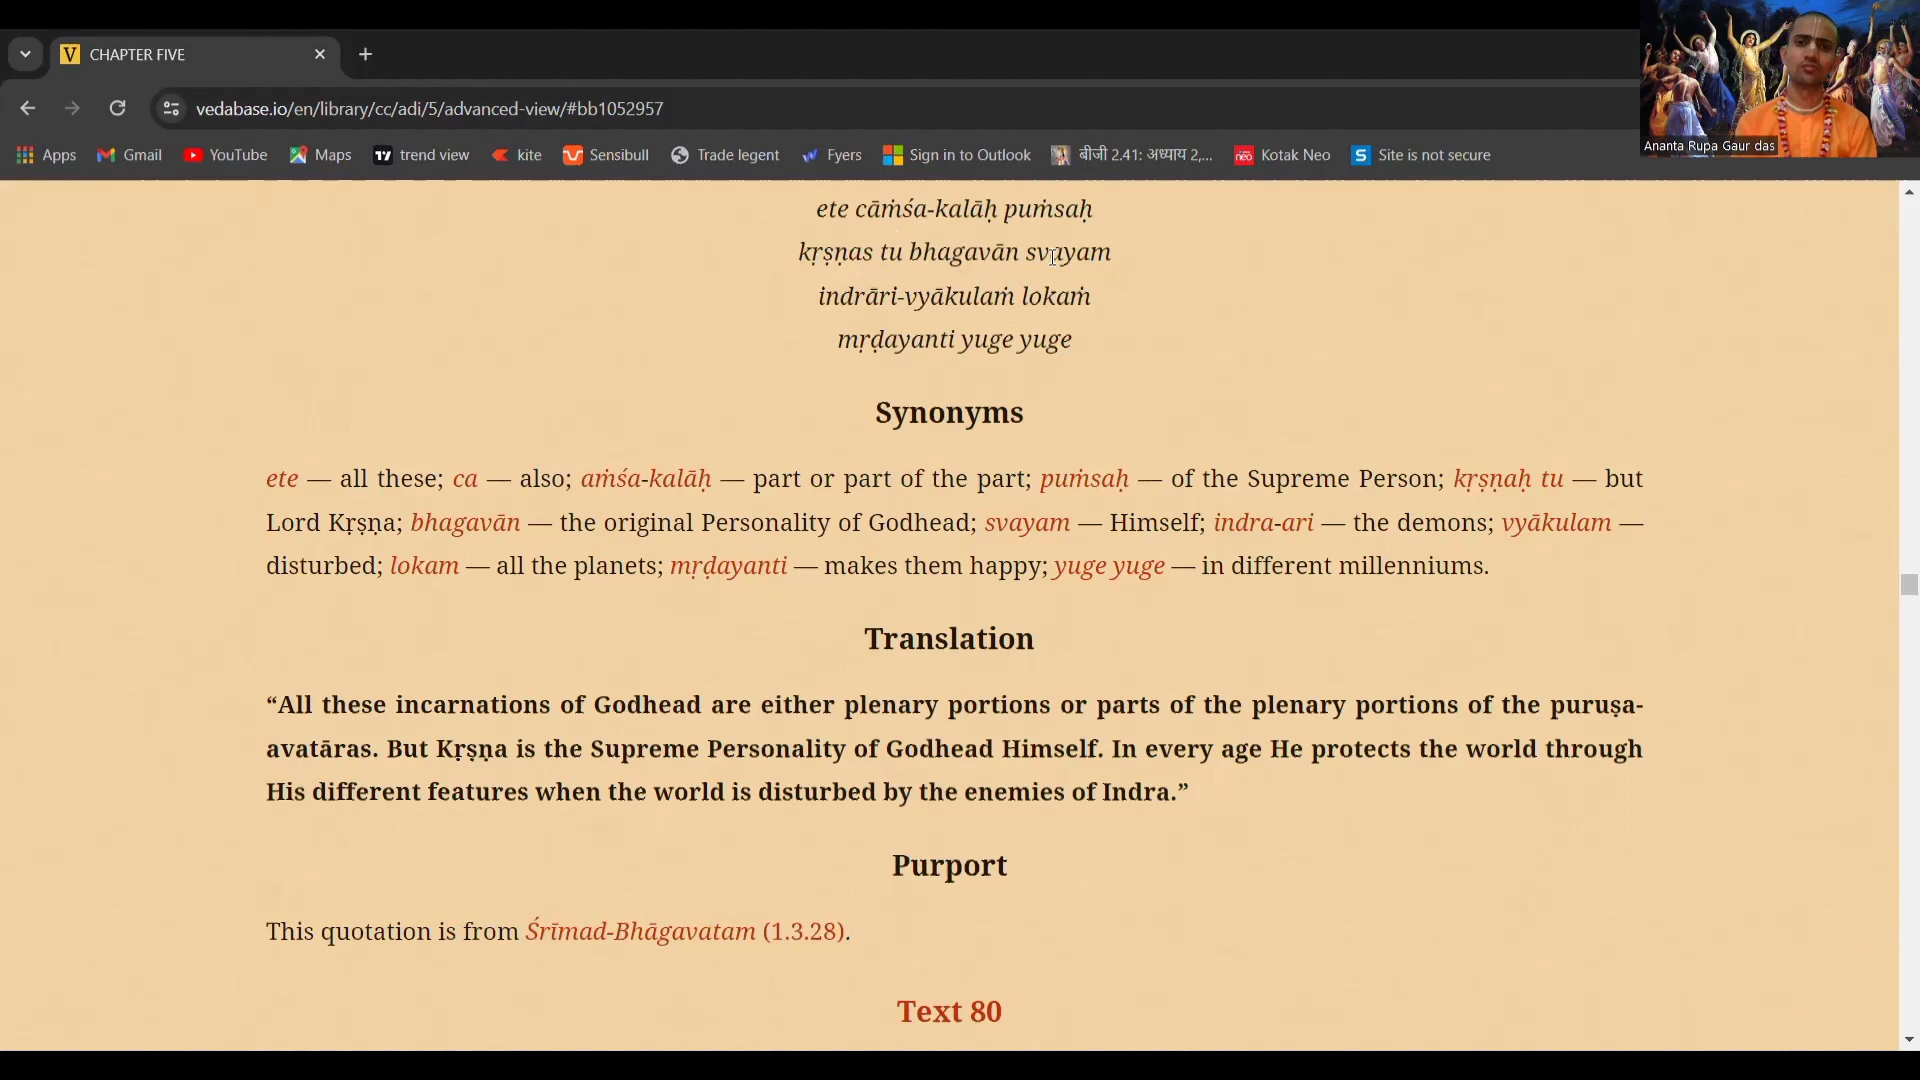 CHAPTER FIVE
vedabase.io/en/library/cc/adi/5/advanced-view/#bb1052957
Apps Gmail YouTube Maps trend view kite Sensibull Trade legent Fyers Sign in to Outlook बीजी 2.41: अध्याय 2,... Kotak Neo Site is not secure
Ananta Rupa Gaur das
ete cāṁśa-kalāḥ puṁsaḥ
kṛṣṇas tu bhagavān svayam
indrāri-vyākulaṁ lokaṁ
mṛḍayanti yuge yuge
Synonyms
ete — all these; ca — also; aṁśa-kalāḥ — part or part of the part; puṁsaḥ — of the Supreme Person; kṛṣṇaḥ tu — but
Lord Kṛṣṇa; bhagavān — the original Personality of Godhead; svayam — Himself; indra-ari — the demons; vyākulam —
disturbed; lokam — all the planets; mṛḍayanti — makes them happy; yuge yuge — in different millenniums.
Translation
“All these incarnations of Godhead are either plenary portions or parts of the plenary portions of the puruṣa-
avatāras. But Kṛṣṇa is the Supreme Personality of Godhead Himself. In every age He protects the world through
His different features when the world is disturbed by the enemies of Indra.”
Purport
This quotation is from Śrīmad-Bhāgavatam (1.3.28).
Text 80